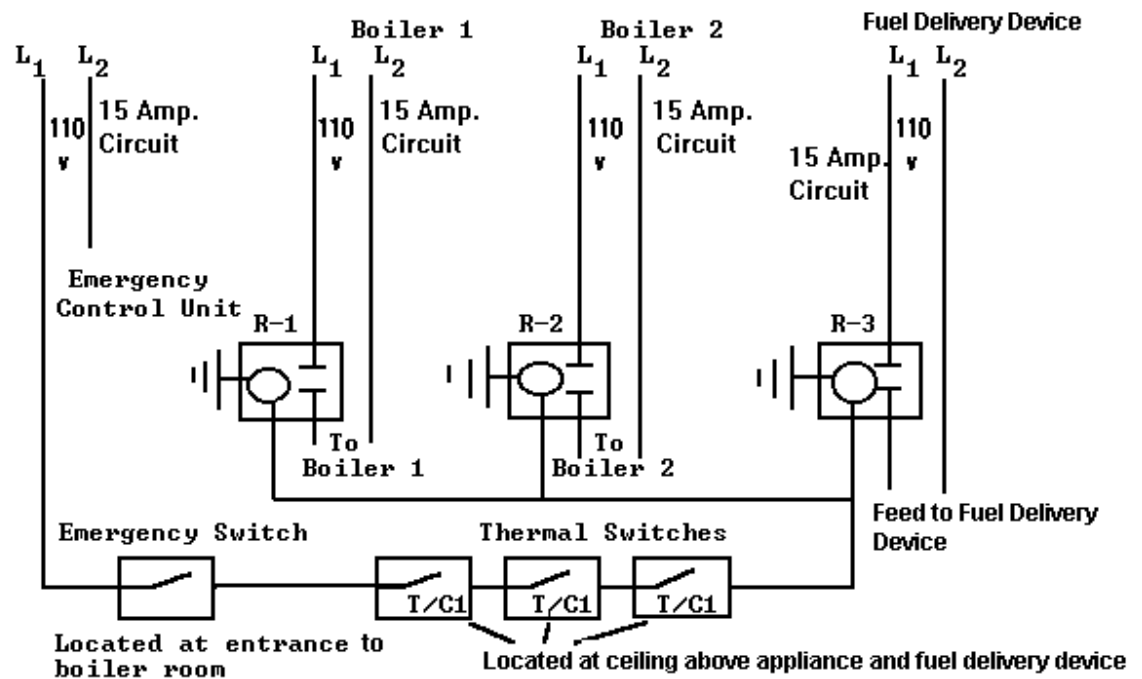 Boiler 1
Boiler 2
Fuel Delivery Device
L1 L2
L1 L2
L1 L2
L1 L2
110 v
15 Amp. Circuit
110 v
15 Amp. Circuit
110 v
15 Amp. Circuit
15 Amp. Circuit
110 v
Emergency
Control Unit
R-1
R-2
R-3
To
Boiler 1
To
Boiler 2
Feed to Fuel Delivery
Device
Emergency Switch
Thermal Switches
T/C1
T/C1
T/C1
Located at entrance to
boiler room
Located at ceiling above appliance and fuel delivery device